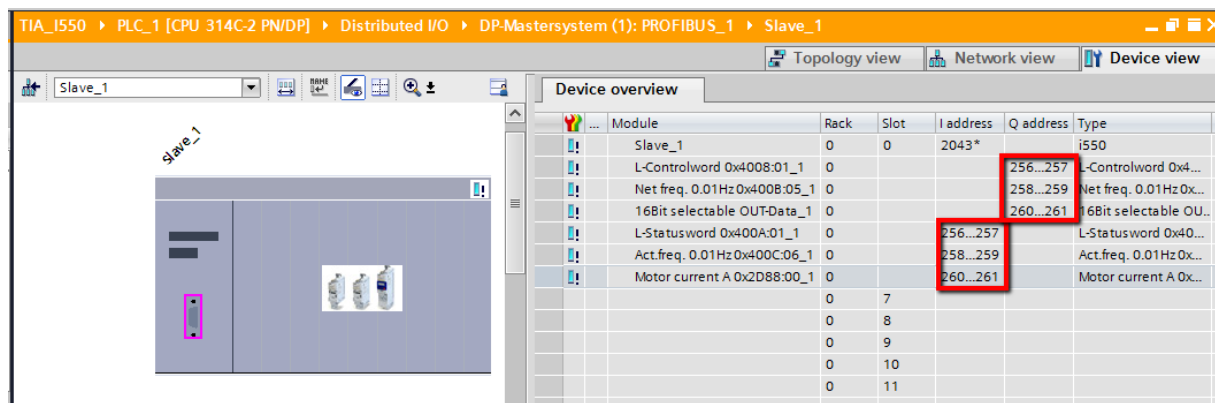 TIA_I550 ▸ PLC_1 [CPU 314C-2 PN/DP] ▸ Distributed I/O ▸ DP-Mastersystem (1): PROFIBUS_1 ▸ Slave_1
Topology view Network view Device view
Slave_1
Device overview
... Module Rack Slot I address Q address Type
Slave_1 0 0 2043* i550
L-Controlword 0x4008:01_1 0 256...257 L-Controlword 0x4...
Net freq. 0.01Hz 0x400B:05_1 0 258...259 Net freq. 0.01Hz 0x...
16Bit selectable OUT-Data_1 0 260...261 16Bit selectable OU...
L-Statusword 0x400A:01_1 0 256...257 L-Statusword 0x40...
Act.freq. 0.01Hz 0x400C:06_1 0 258...259 Act.freq. 0.01Hz 0x...
Motor current A 0x2D88:00_1 0 260...261 Motor current A 0x...
0 7
0 8
0 9
0 10
0 11
Slave_1
NAME